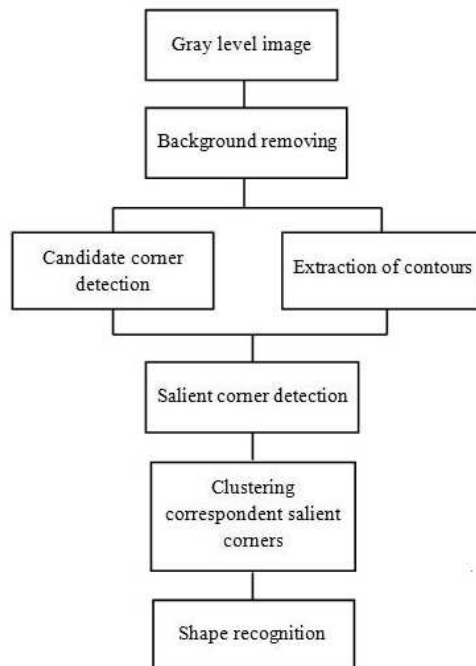 Gray level image
Background removing
Candidate corner
detection
Extraction of contours
Salient corner detection
Clustering
correspondent salient
corners
Shape recognition